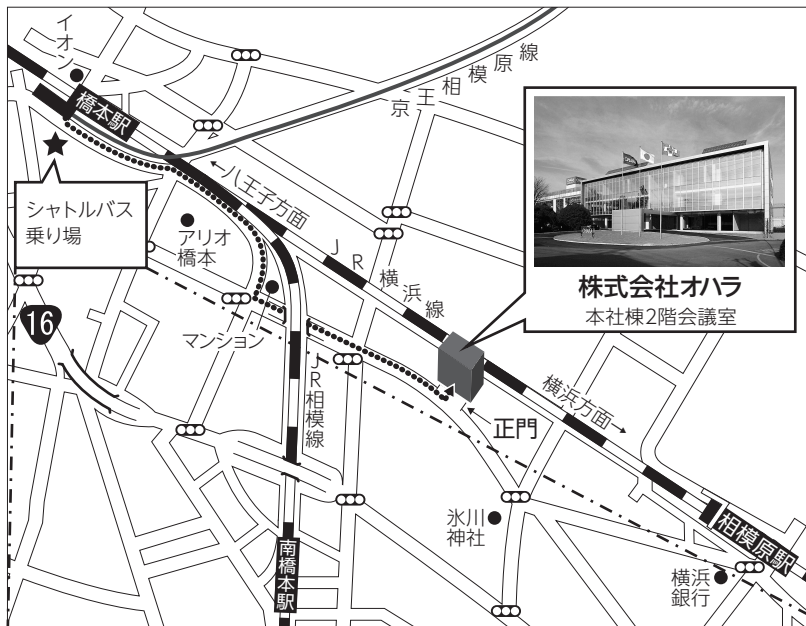 イオン
橋本駅
京王相模原線
シャトルバス
乗り場
八王子方面
アリオ
橋本
JR横浜線
株式会社オハラ
本社棟2階会議室
16
マンション
JR相模線
横浜方面
正門
氷川
神社
相模原駅
南橋本駅
横浜
銀行